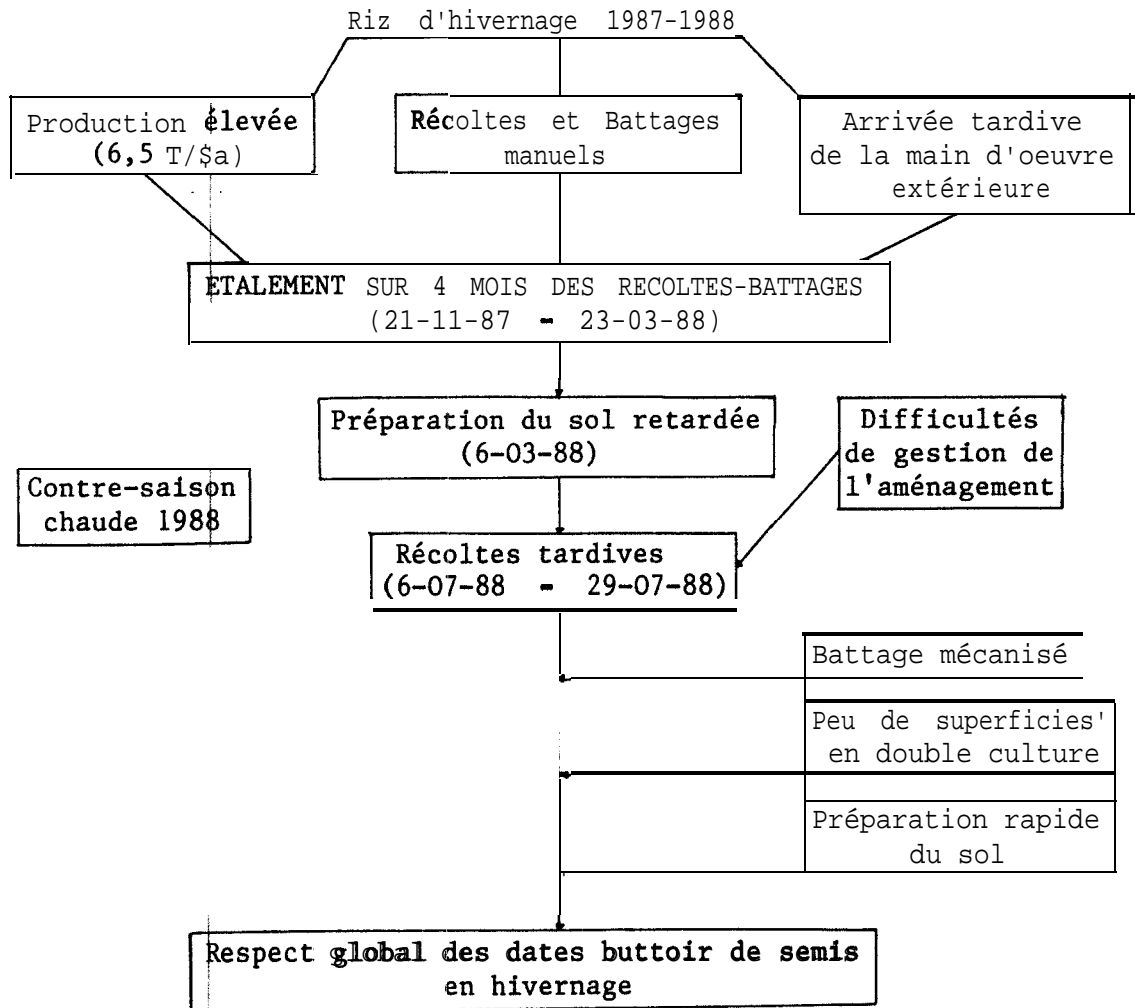 Riz d'hivernage 1987-1988
Production élevée
(6,5 T/$a)
Récoltes et Battages
manuels
Arrivée tardive
de la main d'oeuvre
extérieure
ETALEMENT SUR 4 MOIS DES RECOLTES-BATTAGES
(21-11-87 - 23-03-88)
Préparation du sol retardée
(6-03-88)
Difficultés
de gestion de
l'aménagement
Contre-saison
chaude 1988
Récoltes tardives
(6-07-88 - 29-07-88)
Battage mécanisé
Peu de superficies'
en double culture
Préparation rapide
du sol
Respect global des dates buttoir de semis
en hivernage